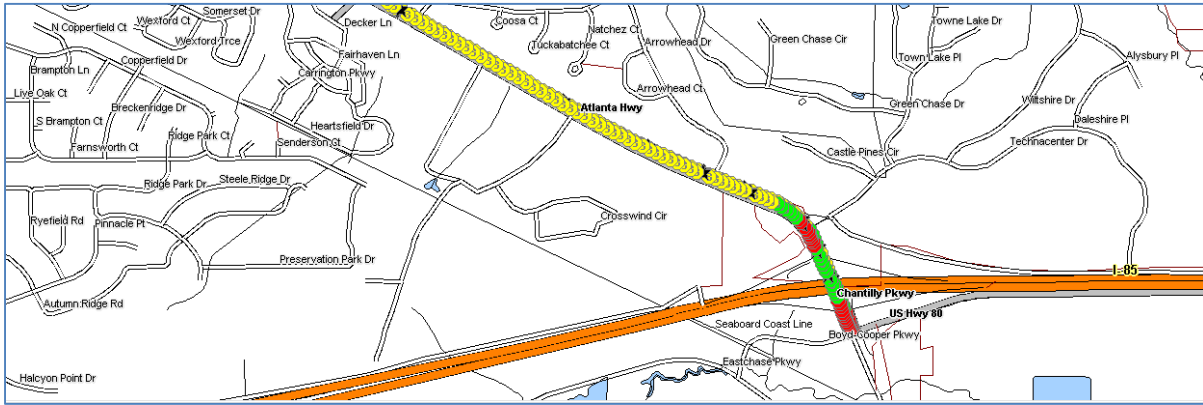 Somerset Dr
Wexford Ct
N Copperfield Ct
Decker Ln
Coosa Ct
Natchez Ct
Towne Lake Dr
Wexford Trce
Tuckabatchee Ct
Arrowhead Dr
Green Chase Cir
Fairhaven Ln
Copperfield Dr
Town Lake Pl
Alysbury Pl
Brampton Ln
Carrington Pkwy
Live Oak Ct
Arrowhead Ct
Breckenridge Dr
Atlanta Hwy
Green Chase Dr
Wiltshire Dr
S Brampton Ct
Heartsfield Dr
Daleshire Pl
Ridge Park Ct
Farnsworth Ct
Senderson Ct
Technacenter Dr
Castle Pines Cir
Steele Ridge Dr
Ridge Park Dr
Crosswind Cir
Ryefield Rd
Pinnacle Pt
Preservation Park Dr
I- 85
Chantilly Pkwy
Autumn Ridge Rd
US Hwy 80
Seaboard Coast Line
Boyd-Cooper Pkwy
Eastchase Pkwy
Halcyon Point Dr